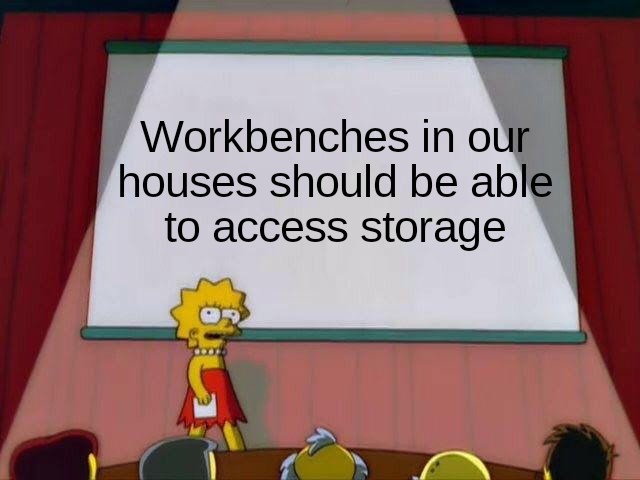 Workbenches in our
houses should be able
to access storage